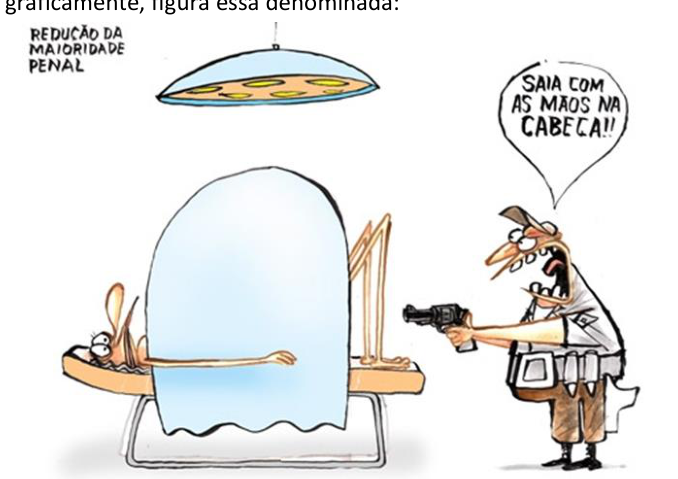 graficamente, figura essa denominada:
REDUÇÃO DA
MAIORIDADE
PENAL
SAIA COM
AS MÃOS NA
CABEÇA!!